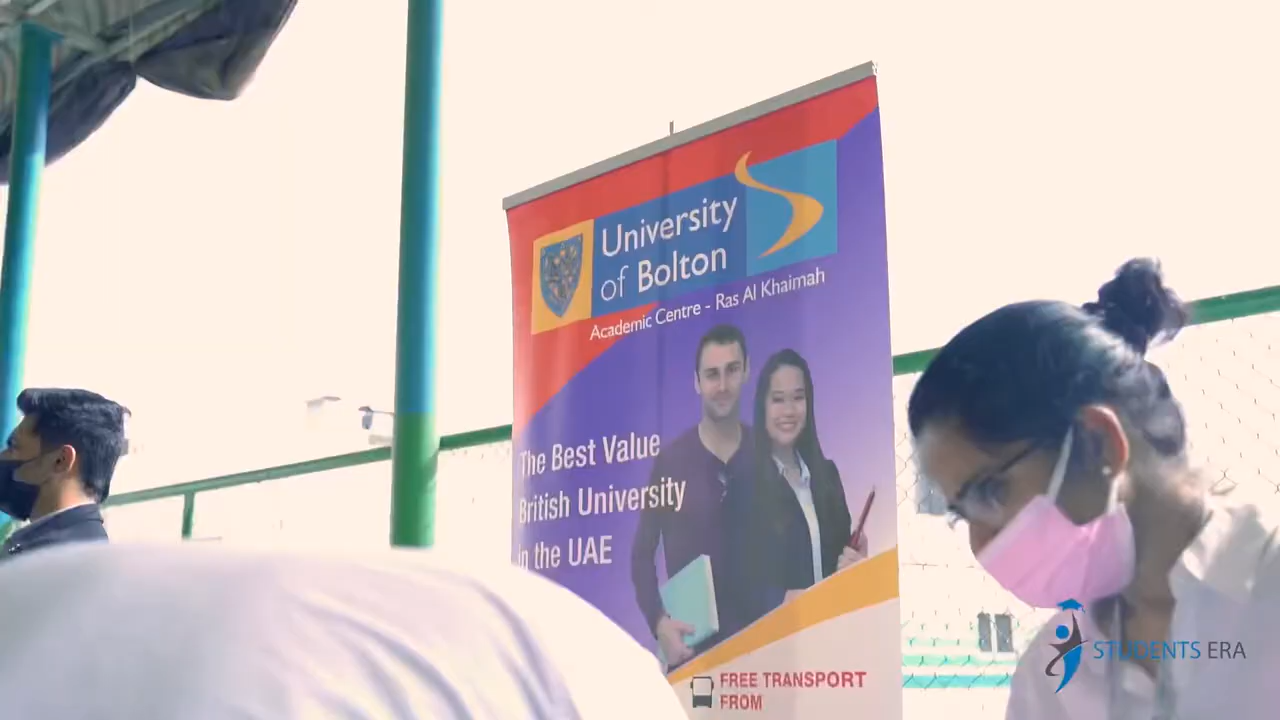 University
of Bolton
Academic Centre - Ras Al Khaimah
The Best Value
British University
in the UAE
FREE TRANSPORT
FROM
STUDENTS ERA